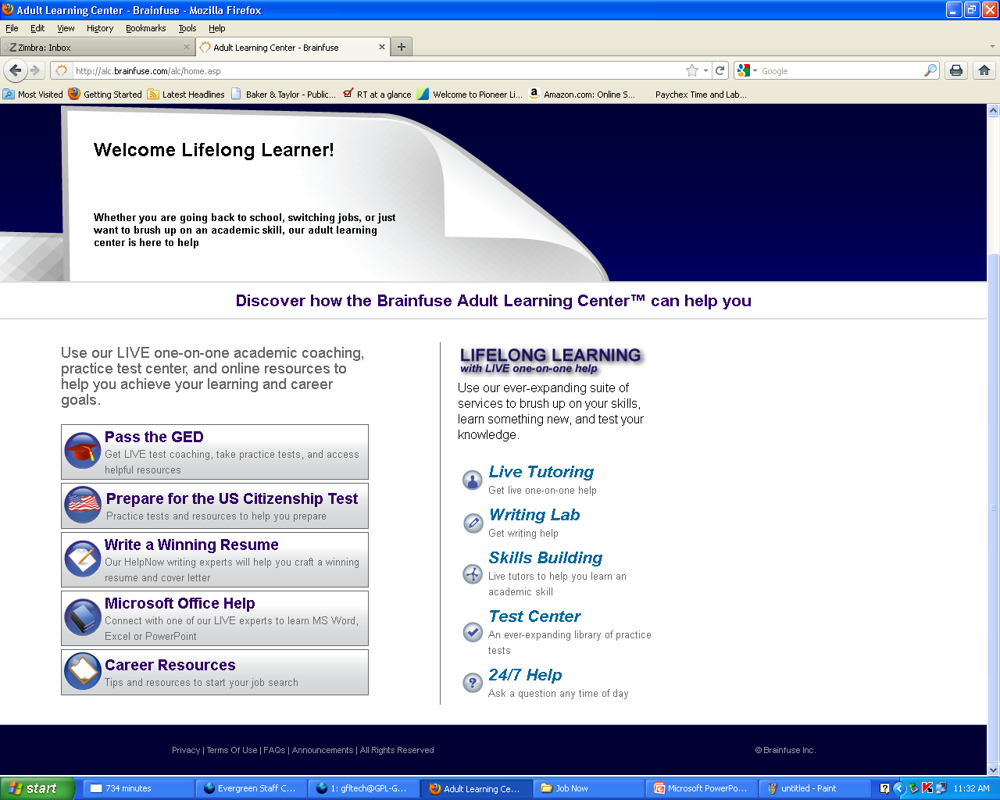 Adult Learning Center - Brainfuse - Mozilla Firefox
File Edit View History Bookmarks Tools Help
Zimbra: Inbox
Adult Learning Center - Brainfuse
http://alc.brainfuse.com/alc/home.asp
Google
Most Visited Getting Started Latest Headlines Baker & Taylor - Public... RT at a glance Welcome to Pioneer Li... Amazon.com: Online S... Paychex Time and Lab...
Welcome Lifelong Learner!
Whether you are going back to school, switching jobs, or just
want to brush up on an academic skill, our adult learning
center is here to help
Discover how the Brainfuse Adult Learning Center™ can help you
Use our LIVE one-on-one academic coaching,
practice test center, and online resources to
help you achieve your learning and career
goals.
Pass the GED
Get LIVE test coaching, take practice tests, and access
helpful resources
Prepare for the US Citizenship Test
Practice tests and resources to help you prepare
Write a Winning Resume
Our HelpNow writing experts will help you craft a winning
resume and cover letter
Microsoft Office Help
Connect with one of our LIVE experts to learn MS Word,
Excel or PowerPoint
Career Resources
Tips and resources to start your job search
LIFELONG LEARNING
with LIVE one-on-one help
Use our ever-expanding suite of
services to brush up on your skills,
learn something new, and test your
knowledge.
Live Tutoring
Get live one-on-one help
Writing Lab
Get writing help
Skills Building
Live tutors to help you learn an
academic skill
Test Center
An ever-expanding library of practice
tests
24/7 Help
Ask a question any time of day
Privacy | Terms Of Use | FAQs | Announcements | All Rights Reserved
© Brainfuse Inc.
start
734 minutes
Evergreen Staff C...
1: gfltech@GPL-G...
Adult Learning Ce...
Job Now
Microsoft PowerPo...
untitled - Paint
11:32 AM